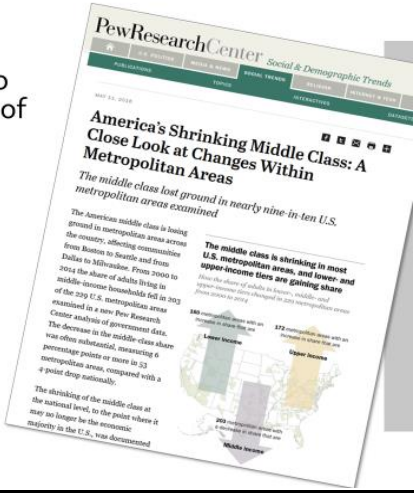 o
of
PewResearchCenter Social & Demographic Trends
U.S. POLITICS MEDIA & NEWS SOCIAL TRENDS RELIGION INTERNET & TECH
PUBLICATIONS TOPICS INTERACTIVES DATASETS
MAY 11, 2016
America's Shrinking Middle Class: A
Close Look at Changes Within
Metropolitan Areas
The middle class lost ground in nearly nine-in-ten U.S.
metropolitan areas examined
The American middle class is losing
ground in metropolitan areas across
the country, affecting communities
from Boston to Seattle and from
Dallas to Milwaukee. From 2000 to
2014 the share of adults living in
middle-income households fell in 203
of the 229 U.S. metropolitan areas
examined in a new Pew Research
Center analysis of government data.
The decrease in the middle-class share
was often substantial, measuring 6
percentage points or more in 53
metropolitan areas, compared with a
4-point drop nationally.
The shrinking of the middle class at
the national level, to the point where it
may no longer be the economic
majority in the U.S., was documented
The middle class is shrinking in most
U.S. metropolitan areas, and lower- and
upper-income tiers are gaining share
How the share of adults in lower-, middle- and
upper-income tiers changed in 229 metropolitan areas
from 2000 to 2014
160 metropolitan areas with an
increase in share that are
Lower income
172 metropolitan areas with an
increase in share that are
Upper income
203 metropolitan areas with
a decrease in share that are
Middle income